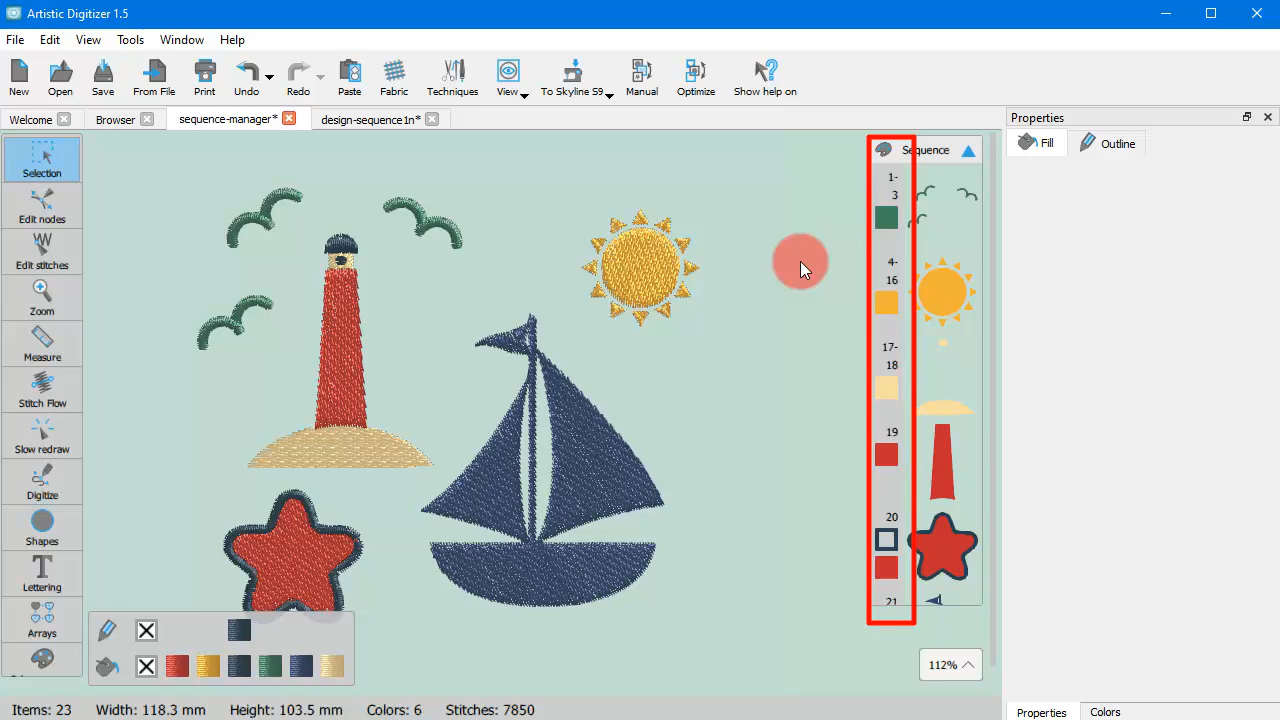 Artistic Digitizer 1.5
File Edit View Tools Window Help
New Open Save From File Print Undo Redo Paste Fabric Techniques View To Skyline S9 Manual Optimize Show help on
Welcome Browser sequence-manager* design-sequence1n*
Properties
Fill Outline
Selection
Edit nodes
Edit stitches
Zoom
Measure
Stitch Flow
Slow redraw
Digitize
Shapes
Lettering
Arrays
Sequence
1-
3
4-
16
17-
18
19
20
21
112%
Items: 23 Width: 118.3 mm Height: 103.5 mm Colors: 6 Stitches: 7850
Properties Colors